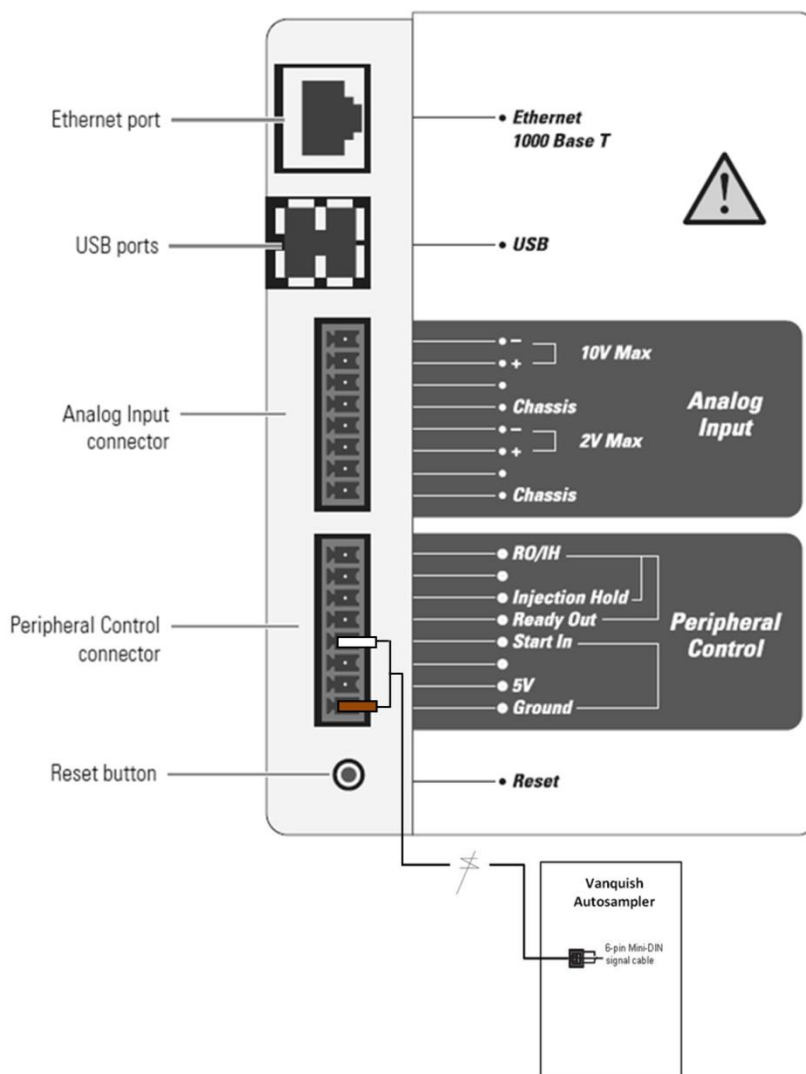 Ethernet port
Ethernet
1000 Base T
USB ports
USB
Analog Input
connector
−
+
10V Max
Chassis
−
+
2V Max
Chassis
Analog
Input
Peripheral Control
connector
RO/IH
Injection Hold
Ready Out
Start In
5V
Ground
Peripheral
Control
Reset button
Reset
Vanquish
Autosampler
6-pin Mini-DIN
signal cable